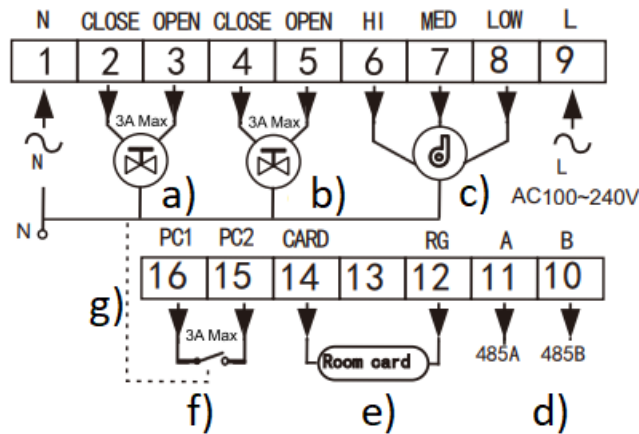 N CLOSE OPEN CLOSE OPEN HI MED LOW L
1 2 3 4 5 6 7 8 9
3A Max 3A Max
N L
a) b) c) AC100~240V
N
PC1 PC2 CARD RG A B
16 15 14 13 12 11 10
g)
3A Max Room card 485A 485B
f) e) d)